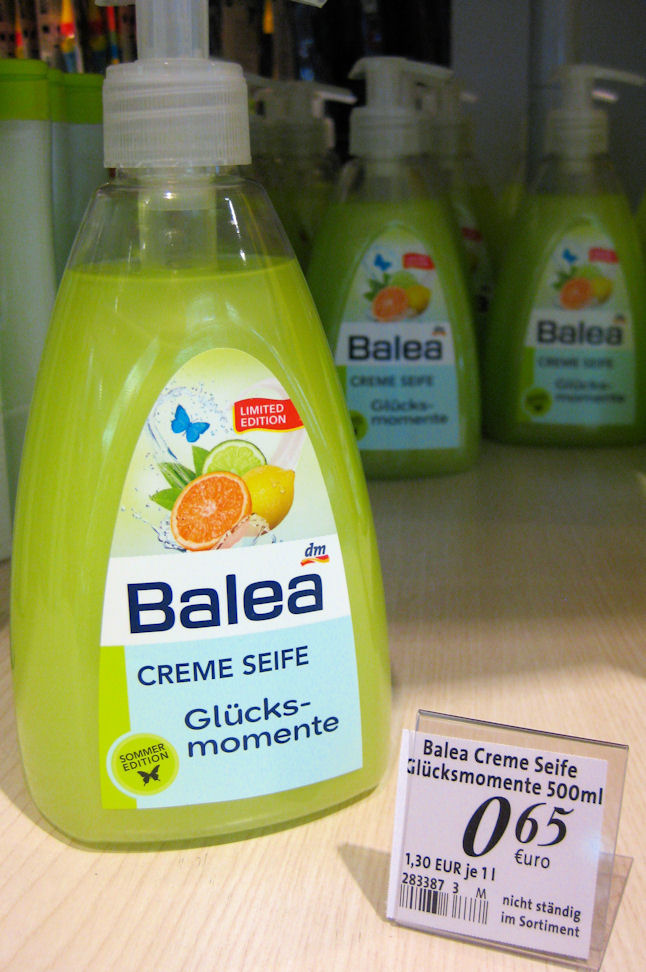 LIMITED
EDITION
dm
Balea
CREME SEIFE
Glücks-
momente
SOMMER
EDITION
Balea
CREME SEIFE
Glücks-
momente
Balea
CREME SEIFE
Glücks-
momente
Balea Creme Seife
Glücksmomente 500ml
0 65
€uro
1,30 EUR je 1 l
283387 3 M
nicht ständig
im Sortiment